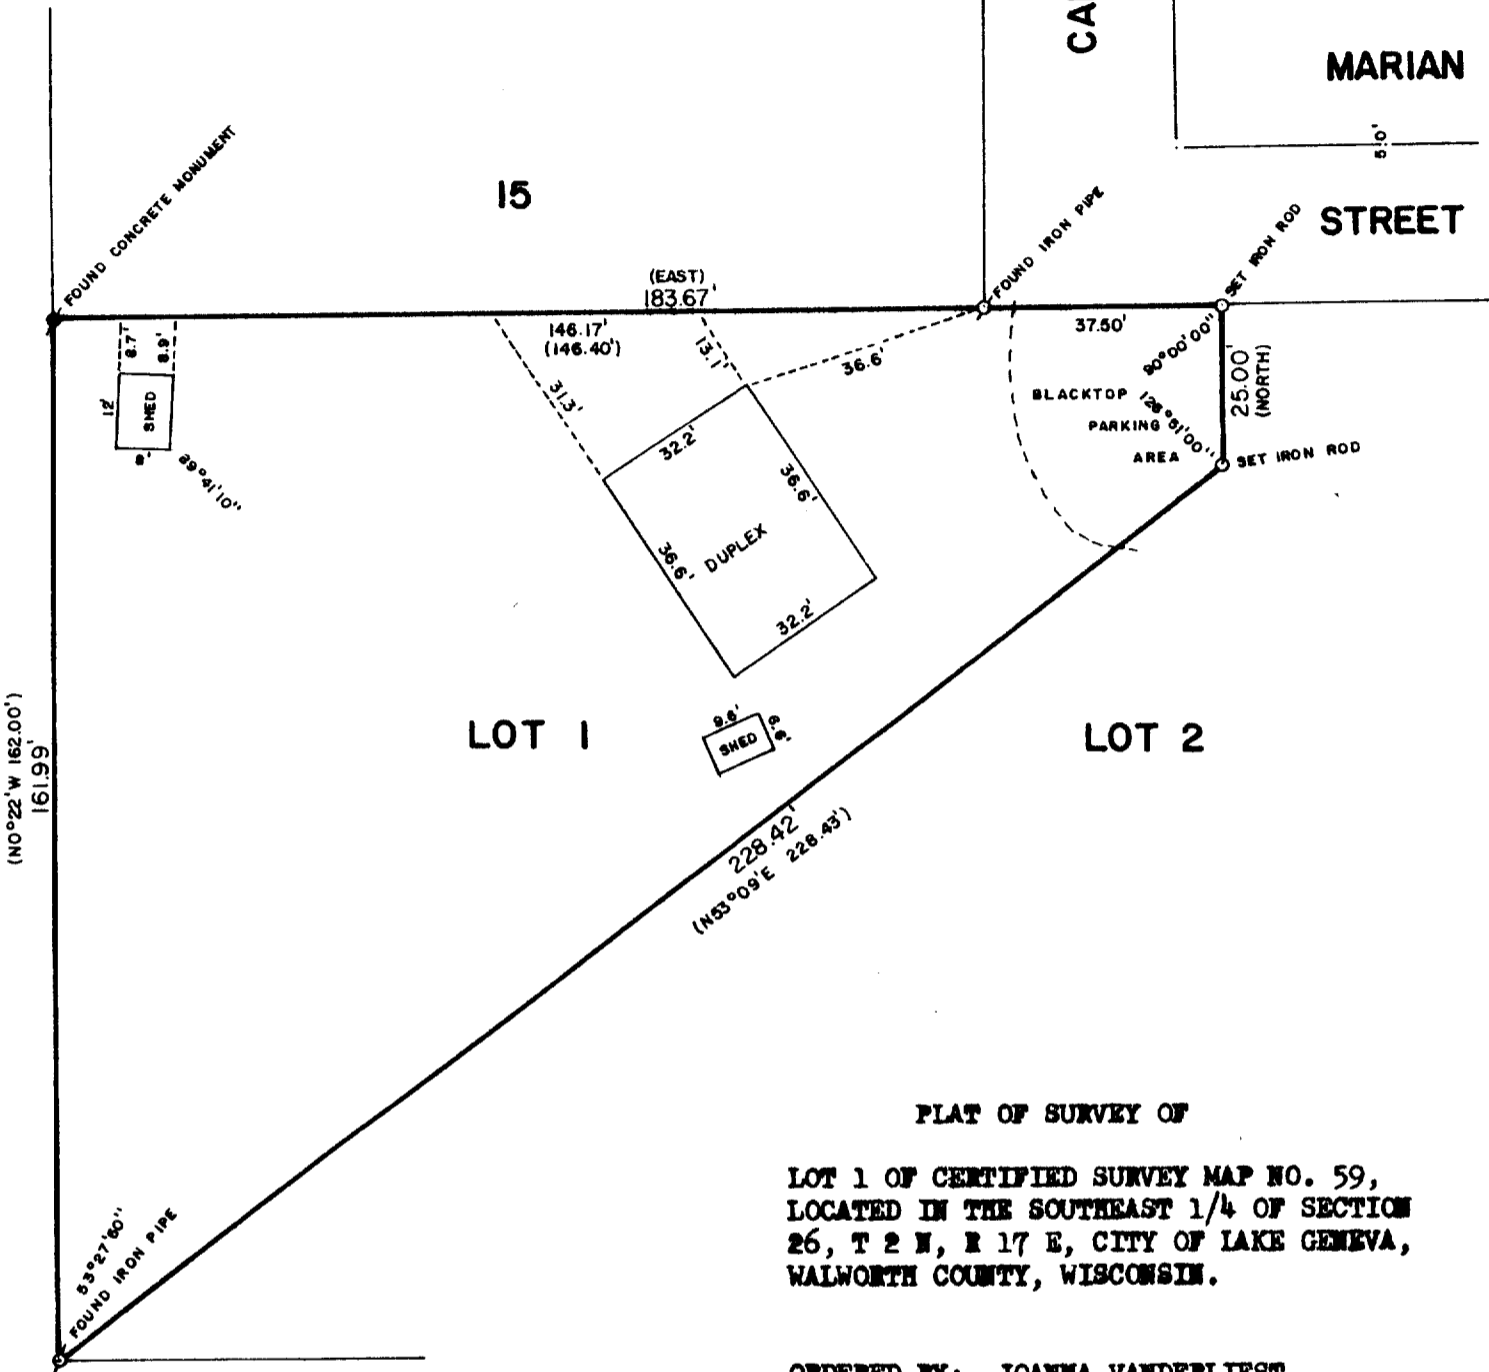 CA
MARIAN
5.0'
STREET
15
FOUND CONCRETE MONUMENT
FOUND IRON PIPE
SET IRON ROD
(EAST)
183.67'
146.17'
(146.40')
37.50'
8.7'
8.9'
12'
SHED
8'
89°41'10"
31.3'
13.1'
36.6'
90°00'00"
25.00'
(NORTH)
BLACKTOP
PARKING
AREA
126°51'00"
SET IRON ROD
32.2'
36.6'
36.6'
DUPLEX
32.2'
9.6'
6.9'
SHED
LOT 1
LOT 2
(N0°22'W 162.00')
161.99'
228.42'
(N53°09'E 228.43')
53°27'50"
FOUND IRON PIPE
PLAT OF SURVEY OF
LOT 1 OF CERTIFIED SURVEY MAP NO. 59,
LOCATED IN THE SOUTHEAST 1/4 OF SECTION
26, T 2 N, R 17 E, CITY OF LAKE GENEVA,
WALWORTH COUNTY, WISCONSIN.
ORDERED BY: JOANNA VANDERLIEST